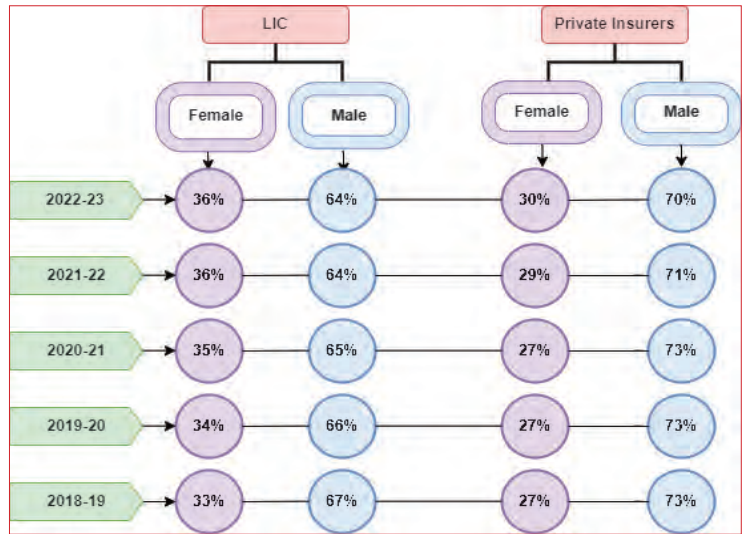 LIC Private Insurers
Female Male Female Male
2022-23 36% 64% 30% 70%
2021-22 36% 64% 29% 71%
2020-21 35% 65% 27% 73%
2019-20 34% 66% 27% 73%
2018-19 33% 67% 27% 73%